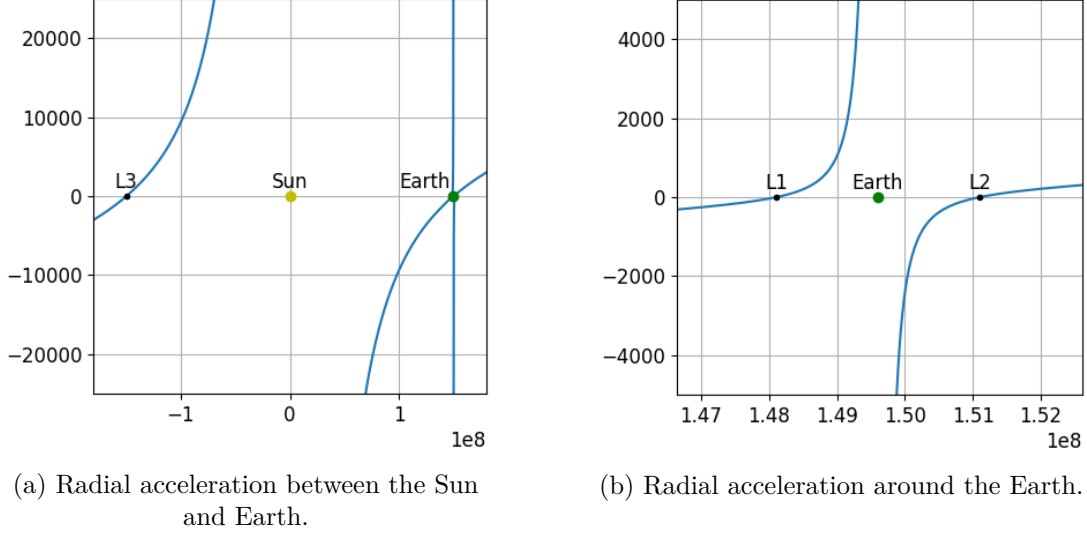 20000
10000
0
−10000
−20000
L3
Sun
Earth
−1
0
1
1e8
(a) Radial acceleration between the Sun
and Earth.
4000
2000
0
−2000
−4000
L1
Earth
L2
1.47
1.48
1.49
1.50
1.51
1.52
1e8
(b) Radial acceleration around the Earth.